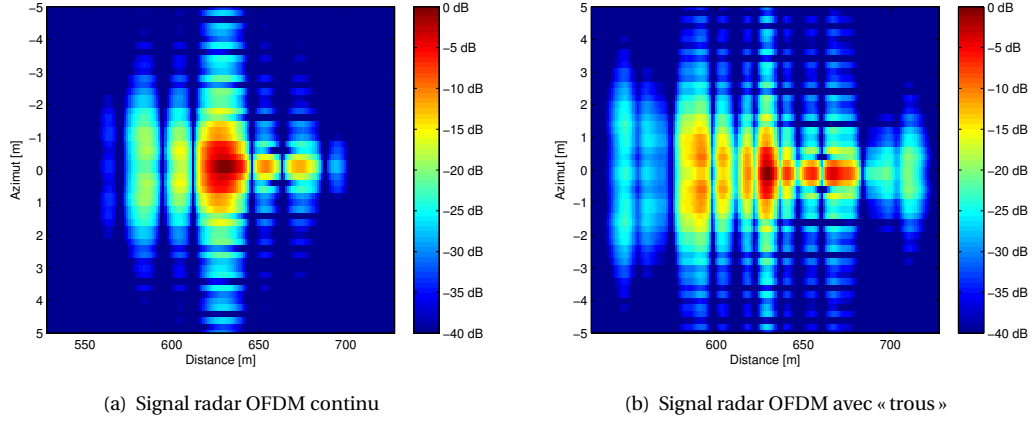 −5
−4
−3
−2
−1
0
1
2
3
4
5
Azimut [m]
550 600 650 700
Distance [m]
0 dB
−5 dB
−10 dB
−15 dB
−20 dB
−25 dB
−30 dB
−35 dB
−40 dB
(a) Signal radar OFDM continu
5
4
3
2
1
0
−1
−2
−3
−4
−5
Azimut [m]
600 650 700
Distance [m]
0 dB
−5 dB
−10 dB
−15 dB
−20 dB
−25 dB
−30 dB
−35 dB
−40 dB
(b) Signal radar OFDM avec « trous »